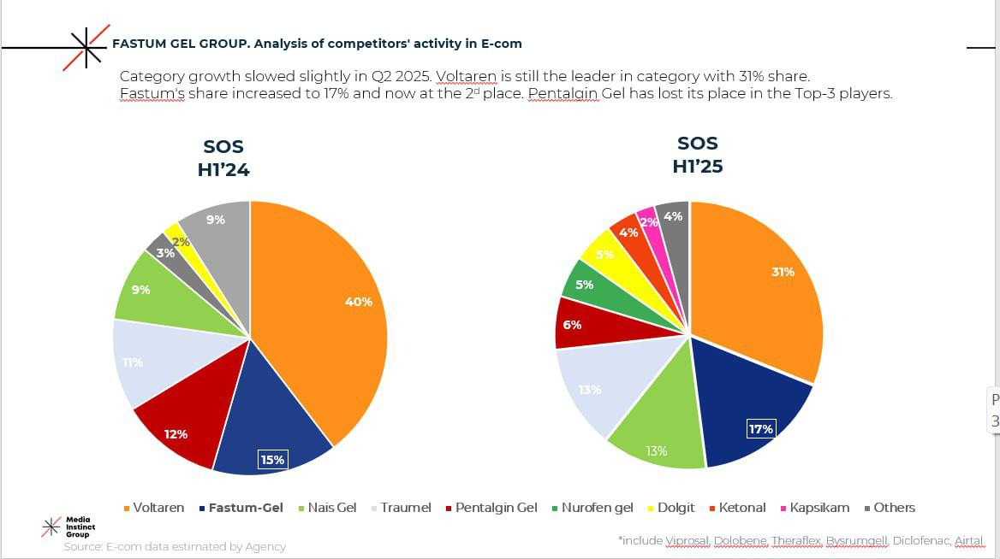 FASTUM GEL GROUP. Analysis of competitors' activity in E-com
Category growth slowed slightly in Q2 2025. Voltaren is still the leader in category with 31% share.
Fastum's share increased to 17% and now at the 2ᵈ place. Pentalgin Gel has lost its place in the Top-3 players.
SOS
H1’24
SOS
H1’25
40%
15%
12%
11%
9%
3%
2%
9%
31%
17%
13%
13%
6%
5%
5%
4%
2%
4%
P
3
Voltaren Fastum-Gel Nais Gel Traumel Pentalgin Gel Nurofen gel Dolgit Ketonal Kapsikam Others
Media
Instinct
Group
Source: E-com data estimated by Agency
*include Viprosal, Dolobene, Theraflex, Bysrumgell, Diclofenac, Airtal.